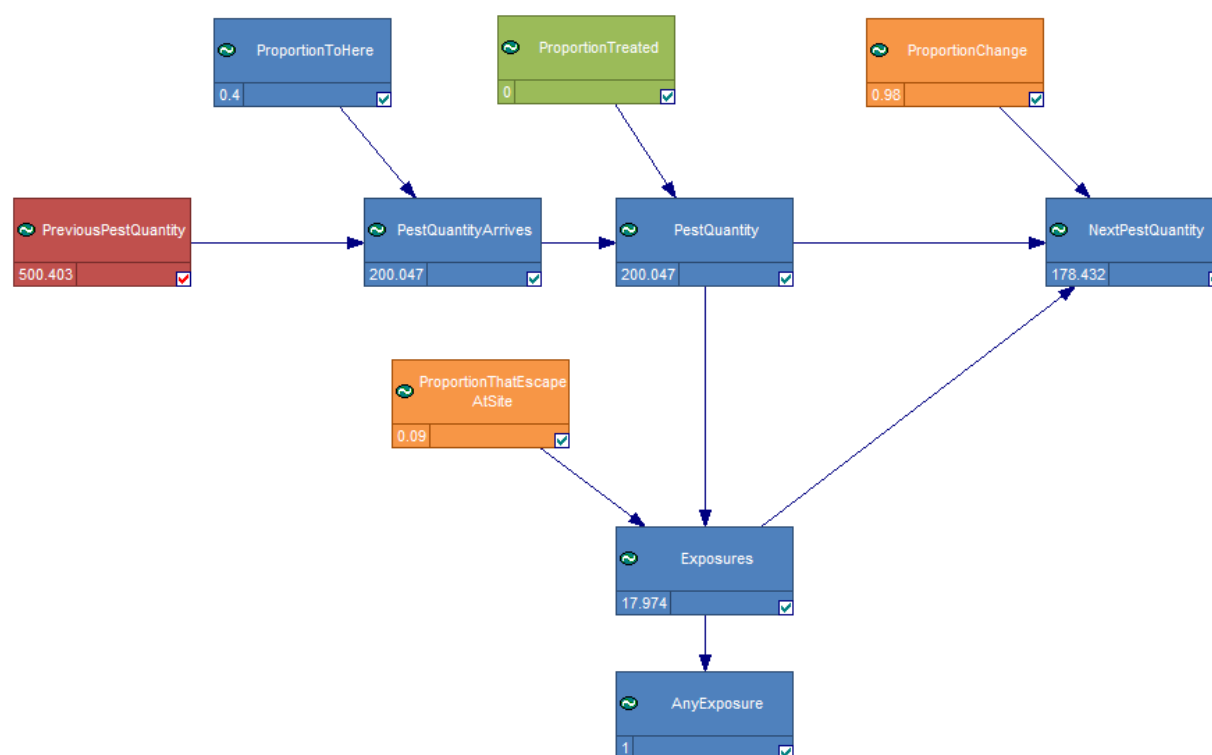 ProportionToHere
0.4
ProportionTreated
0
ProportionChange
0.98
PreviousPestQuantity
500.403
PestQuantityArrives
200.047
PestQuantity
200.047
NextPestQuantity
178.432
ProportionThatEscape
AtSite
0.09
Exposures
17.974
AnyExposure
1